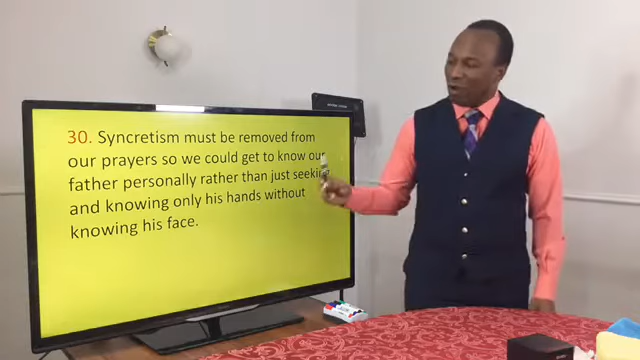 30. Syncretism must be removed from
our prayers so we could get to know our
father personally rather than just seeking
and knowing only his hands without
knowing his face.